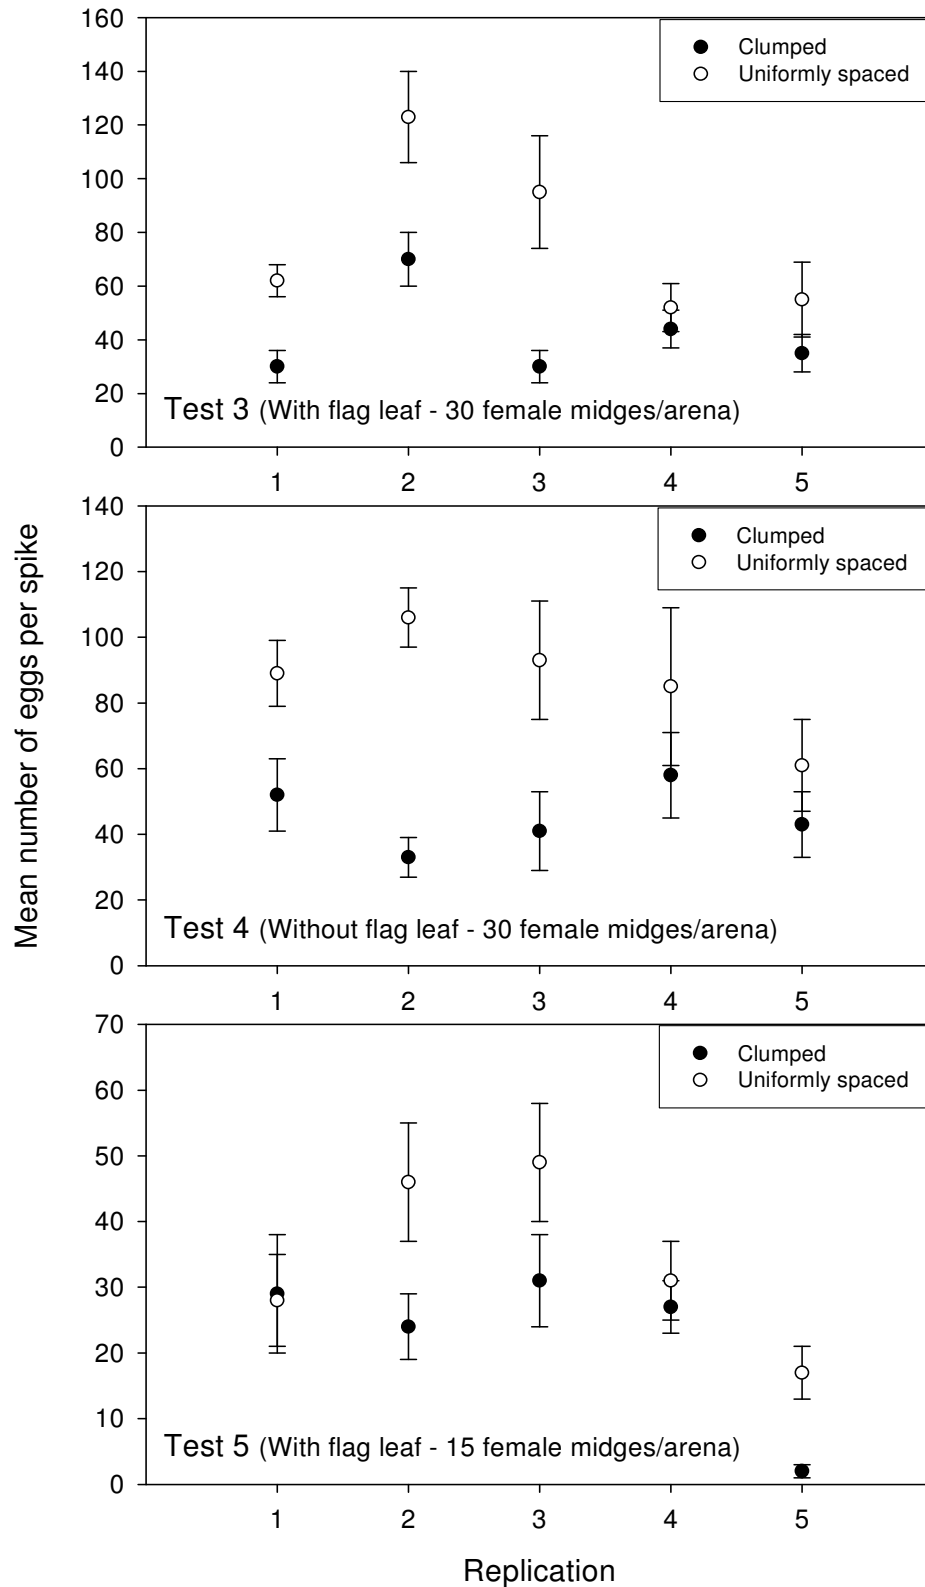 Mean number of eggs per spike
160
140
120
100
80
60
40
20
0
Clumped
Uniformly spaced
Test 3 (With flag leaf - 30 female midges/arena)
1 2 3 4 5
140
120
100
80
60
40
20
0
Clumped
Uniformly spaced
Test 4 (Without flag leaf - 30 female midges/arena)
1 2 3 4 5
70
60
50
40
30
20
10
0
Clumped
Uniformly spaced
Test 5 (With flag leaf - 15 female midges/arena)
1 2 3 4 5
Replication